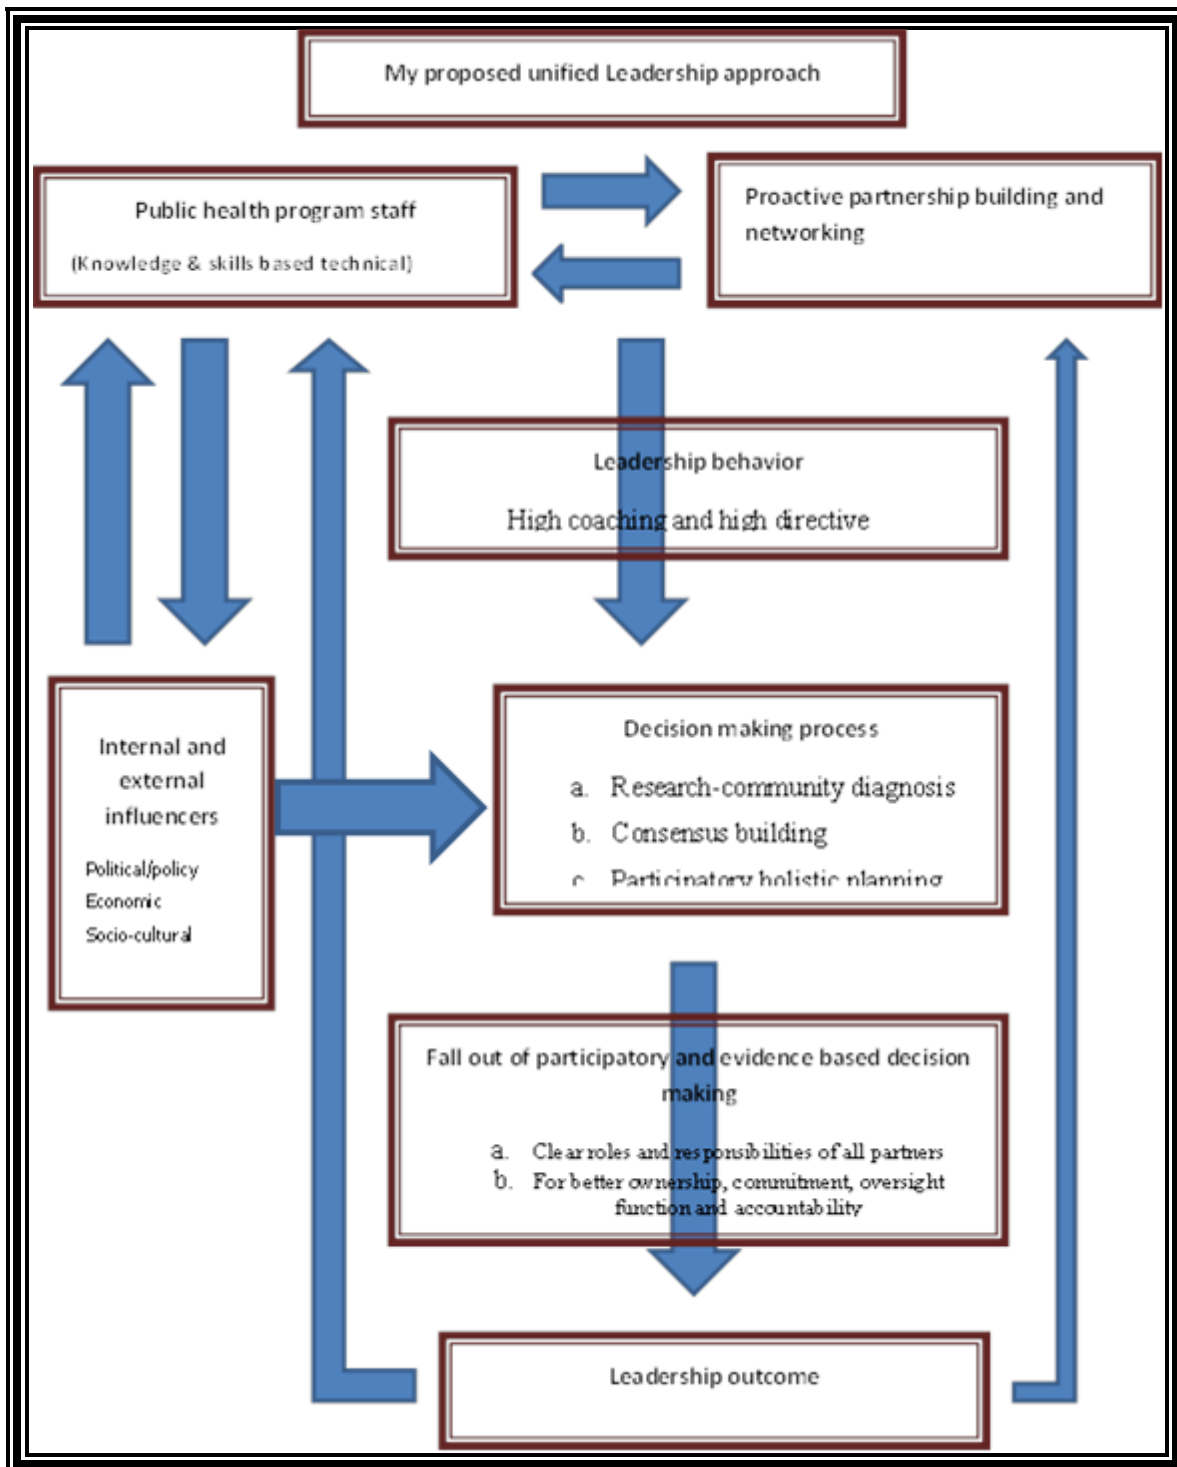 My proposed unified Leadership approach
Public health program staff
(Knowledge & skills based technical)
Proactive partnership building and
networking
Leadership behavior
High coaching and high directive
Internal and
external
influencers
Political/policy
Economic
Socio-cultural
Decision making process
a. Research-community diagnosis
b. Consensus building
c Participatory holistic planning
Fall out of participatory and evidence based decision
making
a. Clear roles and responsibilities of all partners
b. For better ownership, commitment, oversight
function and accountability
Leadership outcome